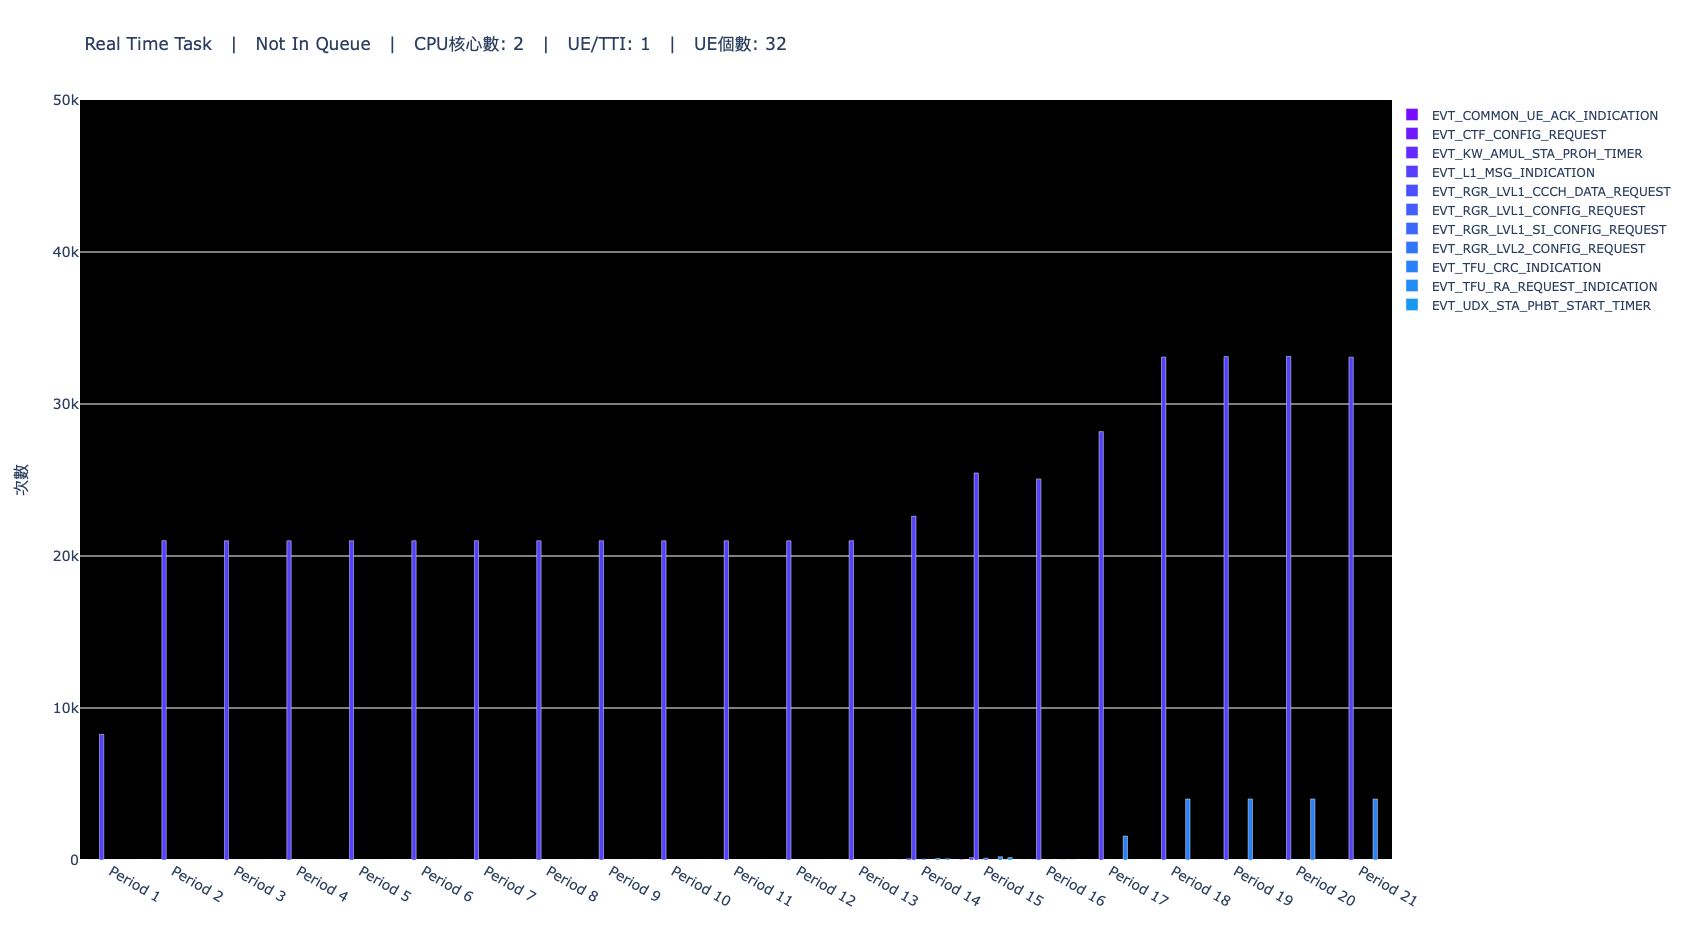 Real Time Task | Not In Queue | CPU核心數: 2 | UE/TTI: 1 | UE個數: 32
50k
40k
30k
20k
10k
0
次數
Period 1
Period 2
Period 3
Period 4
Period 5
Period 6
Period 7
Period 8
Period 9
Period 10
Period 11
Period 12
Period 13
Period 14
Period 15
Period 16
Period 17
Period 18
Period 19
Period 20
Period 21
EVT_COMMON_UE_ACK_INDICATION
EVT_CTF_CONFIG_REQUEST
EVT_KW_AMUL_STA_PROH_TIMER
EVT_L1_MSG_INDICATION
EVT_RGR_LVL1_CCCH_DATA_REQUEST
EVT_RGR_LVL1_CONFIG_REQUEST
EVT_RGR_LVL1_SI_CONFIG_REQUEST
EVT_RGR_LVL2_CONFIG_REQUEST
EVT_TFU_CRC_INDICATION
EVT_TFU_RA_REQUEST_INDICATION
EVT_UDX_STA_PHBT_START_TIMER